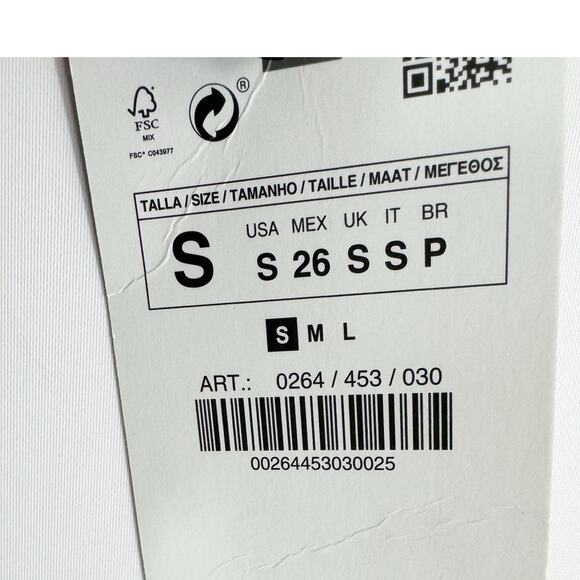 ®
FSC
MIX
FSC® C043977
TALLA / SIZE / TAMANHO / TAILLE / MAAT / ΜΕΓΕΘΟΣ
USA MEX UK IT BR
S S 26 S S P
S M L
ART.: 0264 / 453 / 030
00264453030025